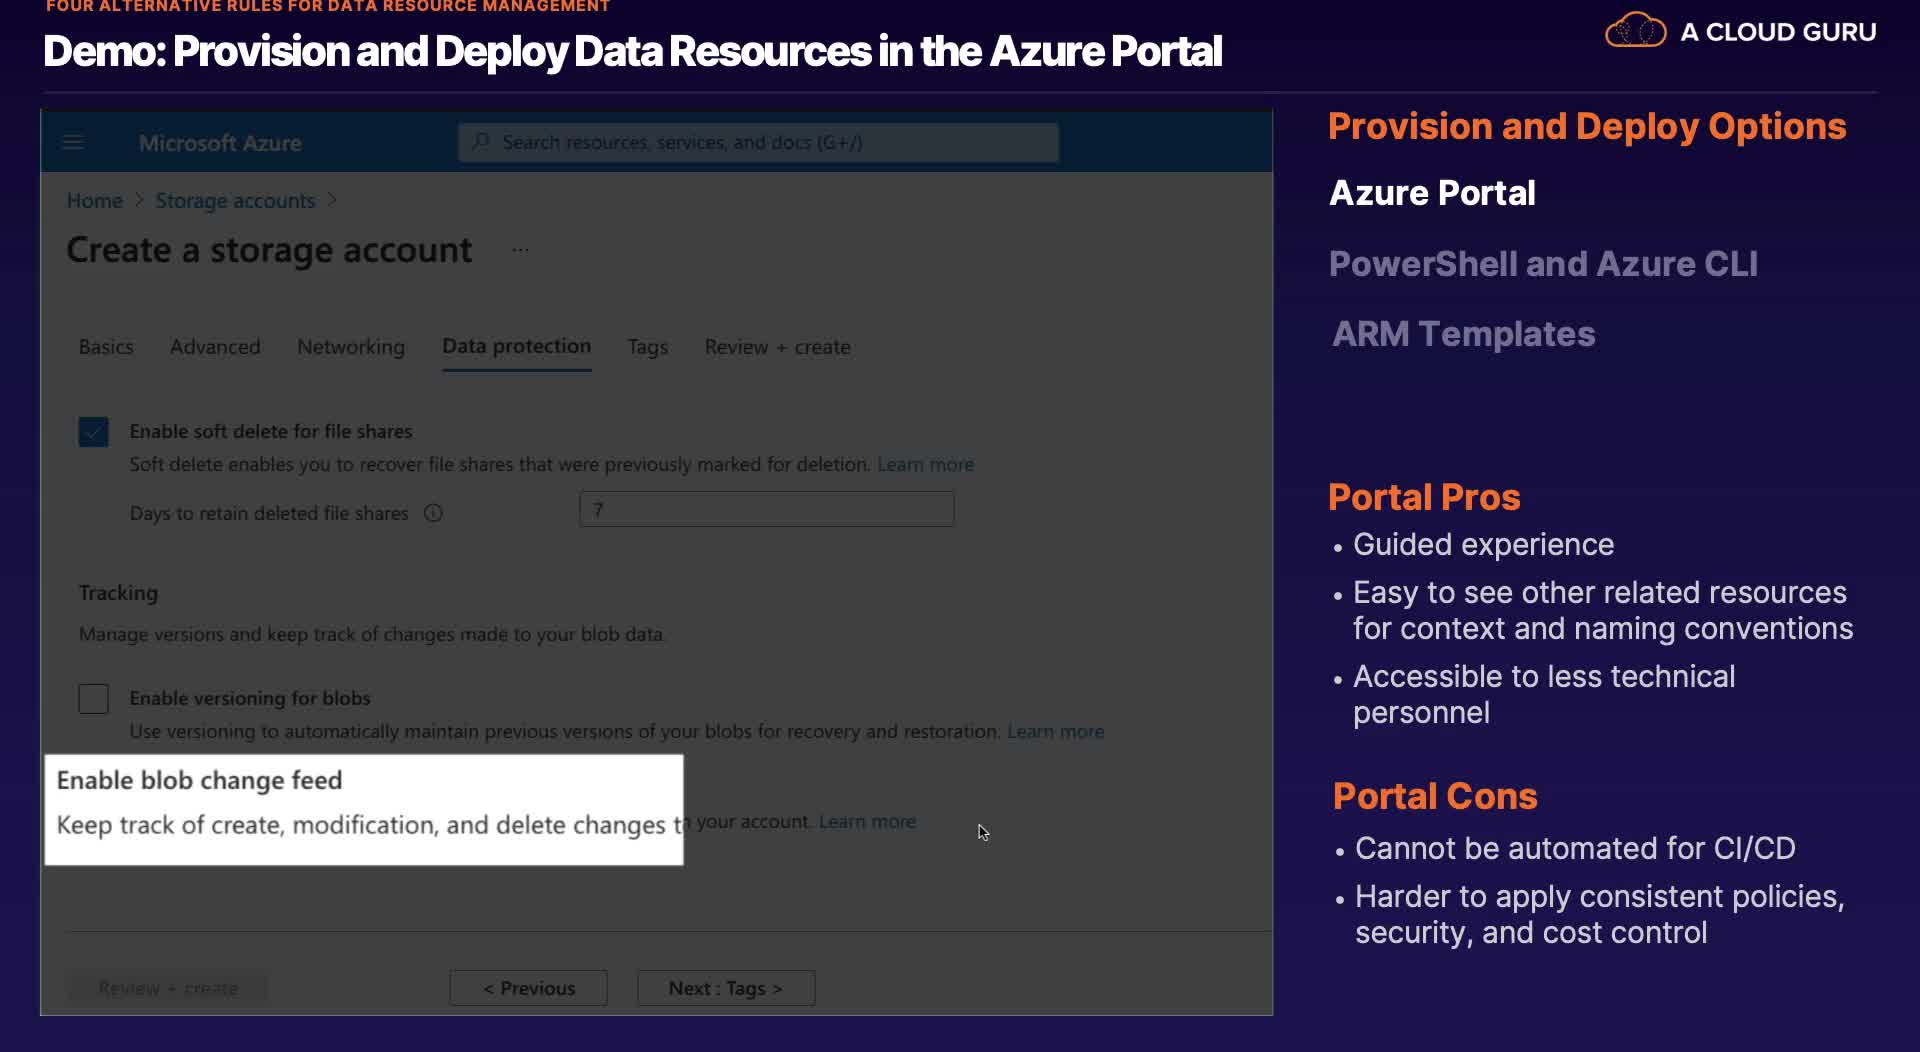 FOUR ALTERNATIVE RULES FOR DATA RESOURCE MANAGEMENT
Demo: Provision and Deploy Data Resources in the Azure Portal
A CLOUD GURU
Microsoft Azure
Search resources, services, and docs (G+/)
Home > Storage accounts >
Create a storage account ...
Basics Advanced Networking Data protection Tags Review + create
Enable soft delete for file shares
Soft delete enables you to recover file shares that were previously marked for deletion. Learn more
Days to retain deleted file shares
7
Tracking
Manage versions and keep track of changes made to your blob data.
Enable versioning for blobs
Use versioning to automatically maintain previous versions of your blobs for recovery and restoration. Learn more
Enable blob change feed
Keep track of create, modification, and delete changes your account. Learn more
Review + create
< Previous
Next : Tags >
Provision and Deploy Options
Azure Portal
PowerShell and Azure CLI
ARM Templates
Portal Pros
• Guided experience
• Easy to see other related resources
for context and naming conventions
• Accessible to less technical
personnel
Portal Cons
• Cannot be automated for CI/CD
• Harder to apply consistent policies,
security, and cost control